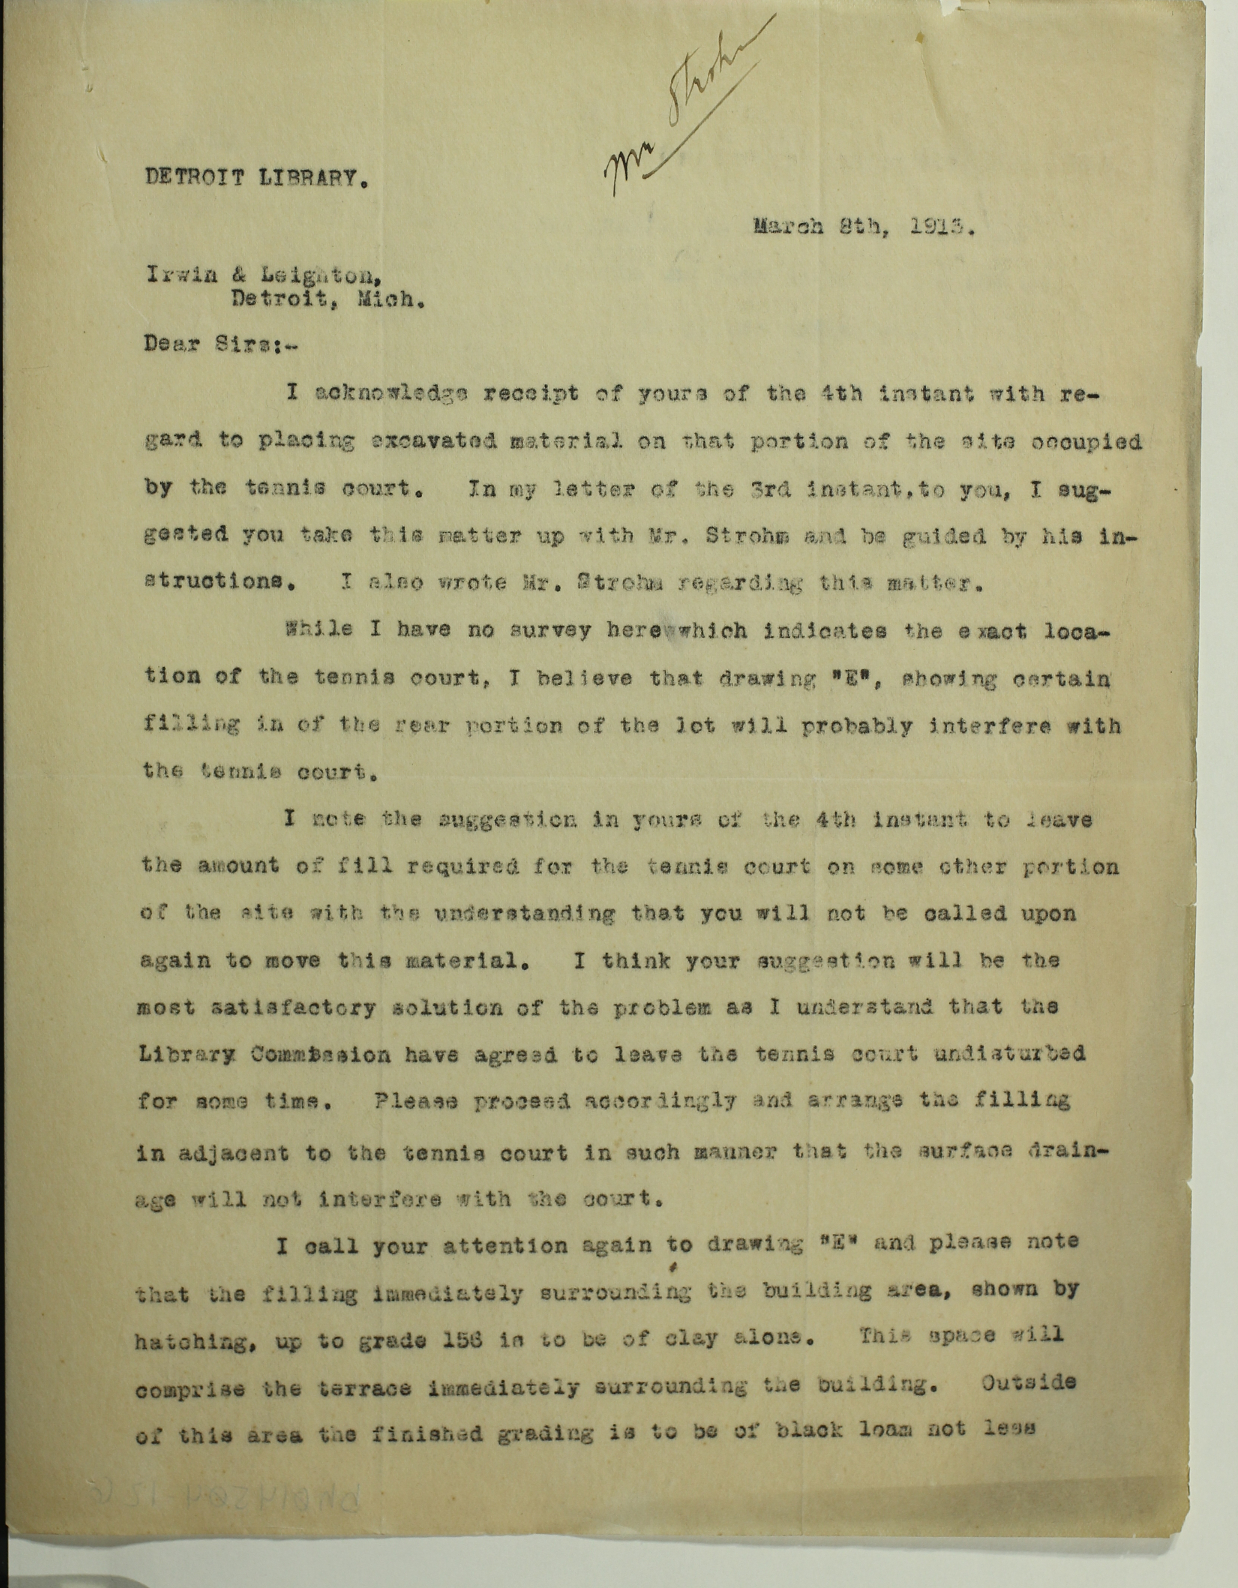 Mr Strohm
DETROIT LIBRARY.
March 8th, 1913.
Irwin & Leighton,
Detroit, Mich.
Dear Sirs:-
I acknowledge receipt of yours of the 4th instant with re-
gard to placing excavated material on that portion of the site occupied
by the tennis court. In my letter of the 3rd instant,to you, I sug-
gested you take this matter up with Mr. Strohm and be guided by his in-
structions. I also wrote Mr. Strohm regarding this matter.
While I have no survey here which indicates the exact loca-
tion of the tennis court, I believe that drawing "E", showing certain
filling in of the rear portion of the lot will probably interfere with
the tennis court.
I note the suggestion in yours of the 4th instant to leave
the amount of fill required for the tennis court on some other portion
of the site with the understanding that you will not be called upon
again to move this material. I think your suggestion will be the
most satisfactory solution of the problem as I understand that the
Library Commission have agreed to leave the tennis court undisturbed
for some time. Please proceed accordingly and arrange the filling
in adjacent to the tennis court in such manner that the surface drain-
age will not interfere with the court.
I call your attention again to drawing "E" and please note
that the filling immediately surrounding the building area, shown by
hatching, up to grade 156 is to be of clay alone. This space will
comprise the terrace immediately surrounding the building. Outside
of this area the finished grading is to be of black loam not less